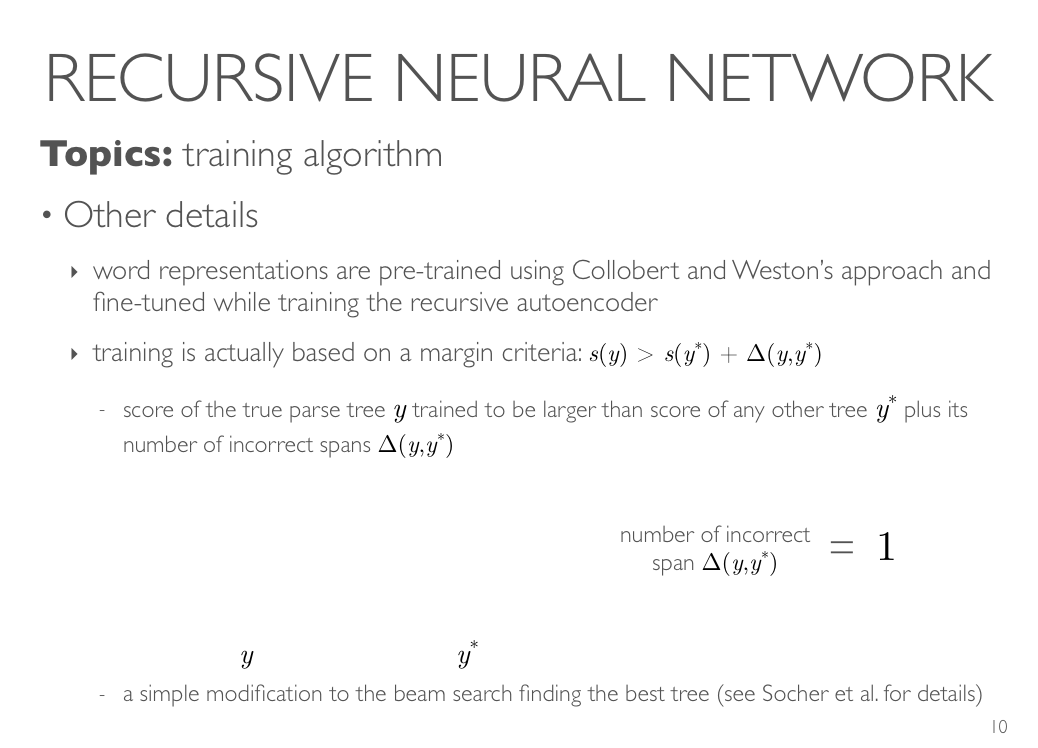 RECURSIVE NEURAL NETWORK
Topics: training algorithm
• Other details
‣ word representations are pre-trained using Collobert and Weston's approach and
fine-tuned while training the recursive autoencoder
‣ training is actually based on a margin criteria: s(y) > s(y*) + Δ(y,y*)
- score of the true parse tree y trained to be larger than score of any other tree y* plus its
number of incorrect spans Δ(y,y*)
number of incorrect
span Δ(y,y*) = 1
y y*
- a simple modification to the beam search finding the best tree (see Socher et al. for details)
10